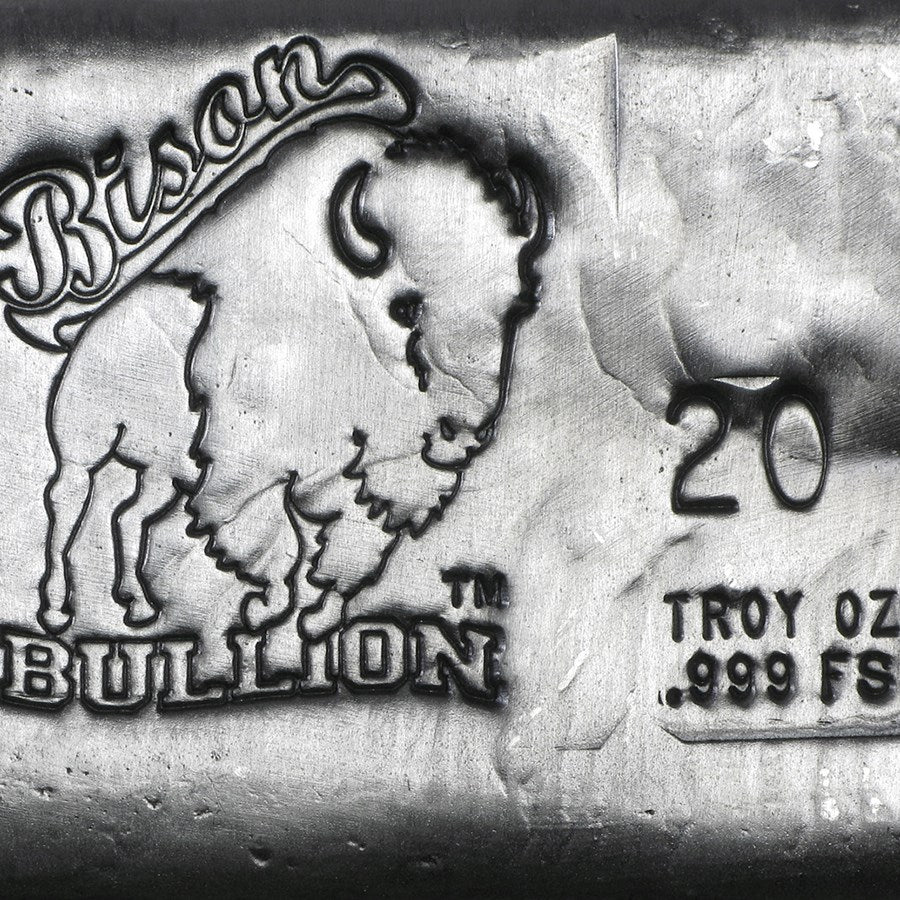 Bison
BULLION
TM
20
TROY OZ
.999 FS